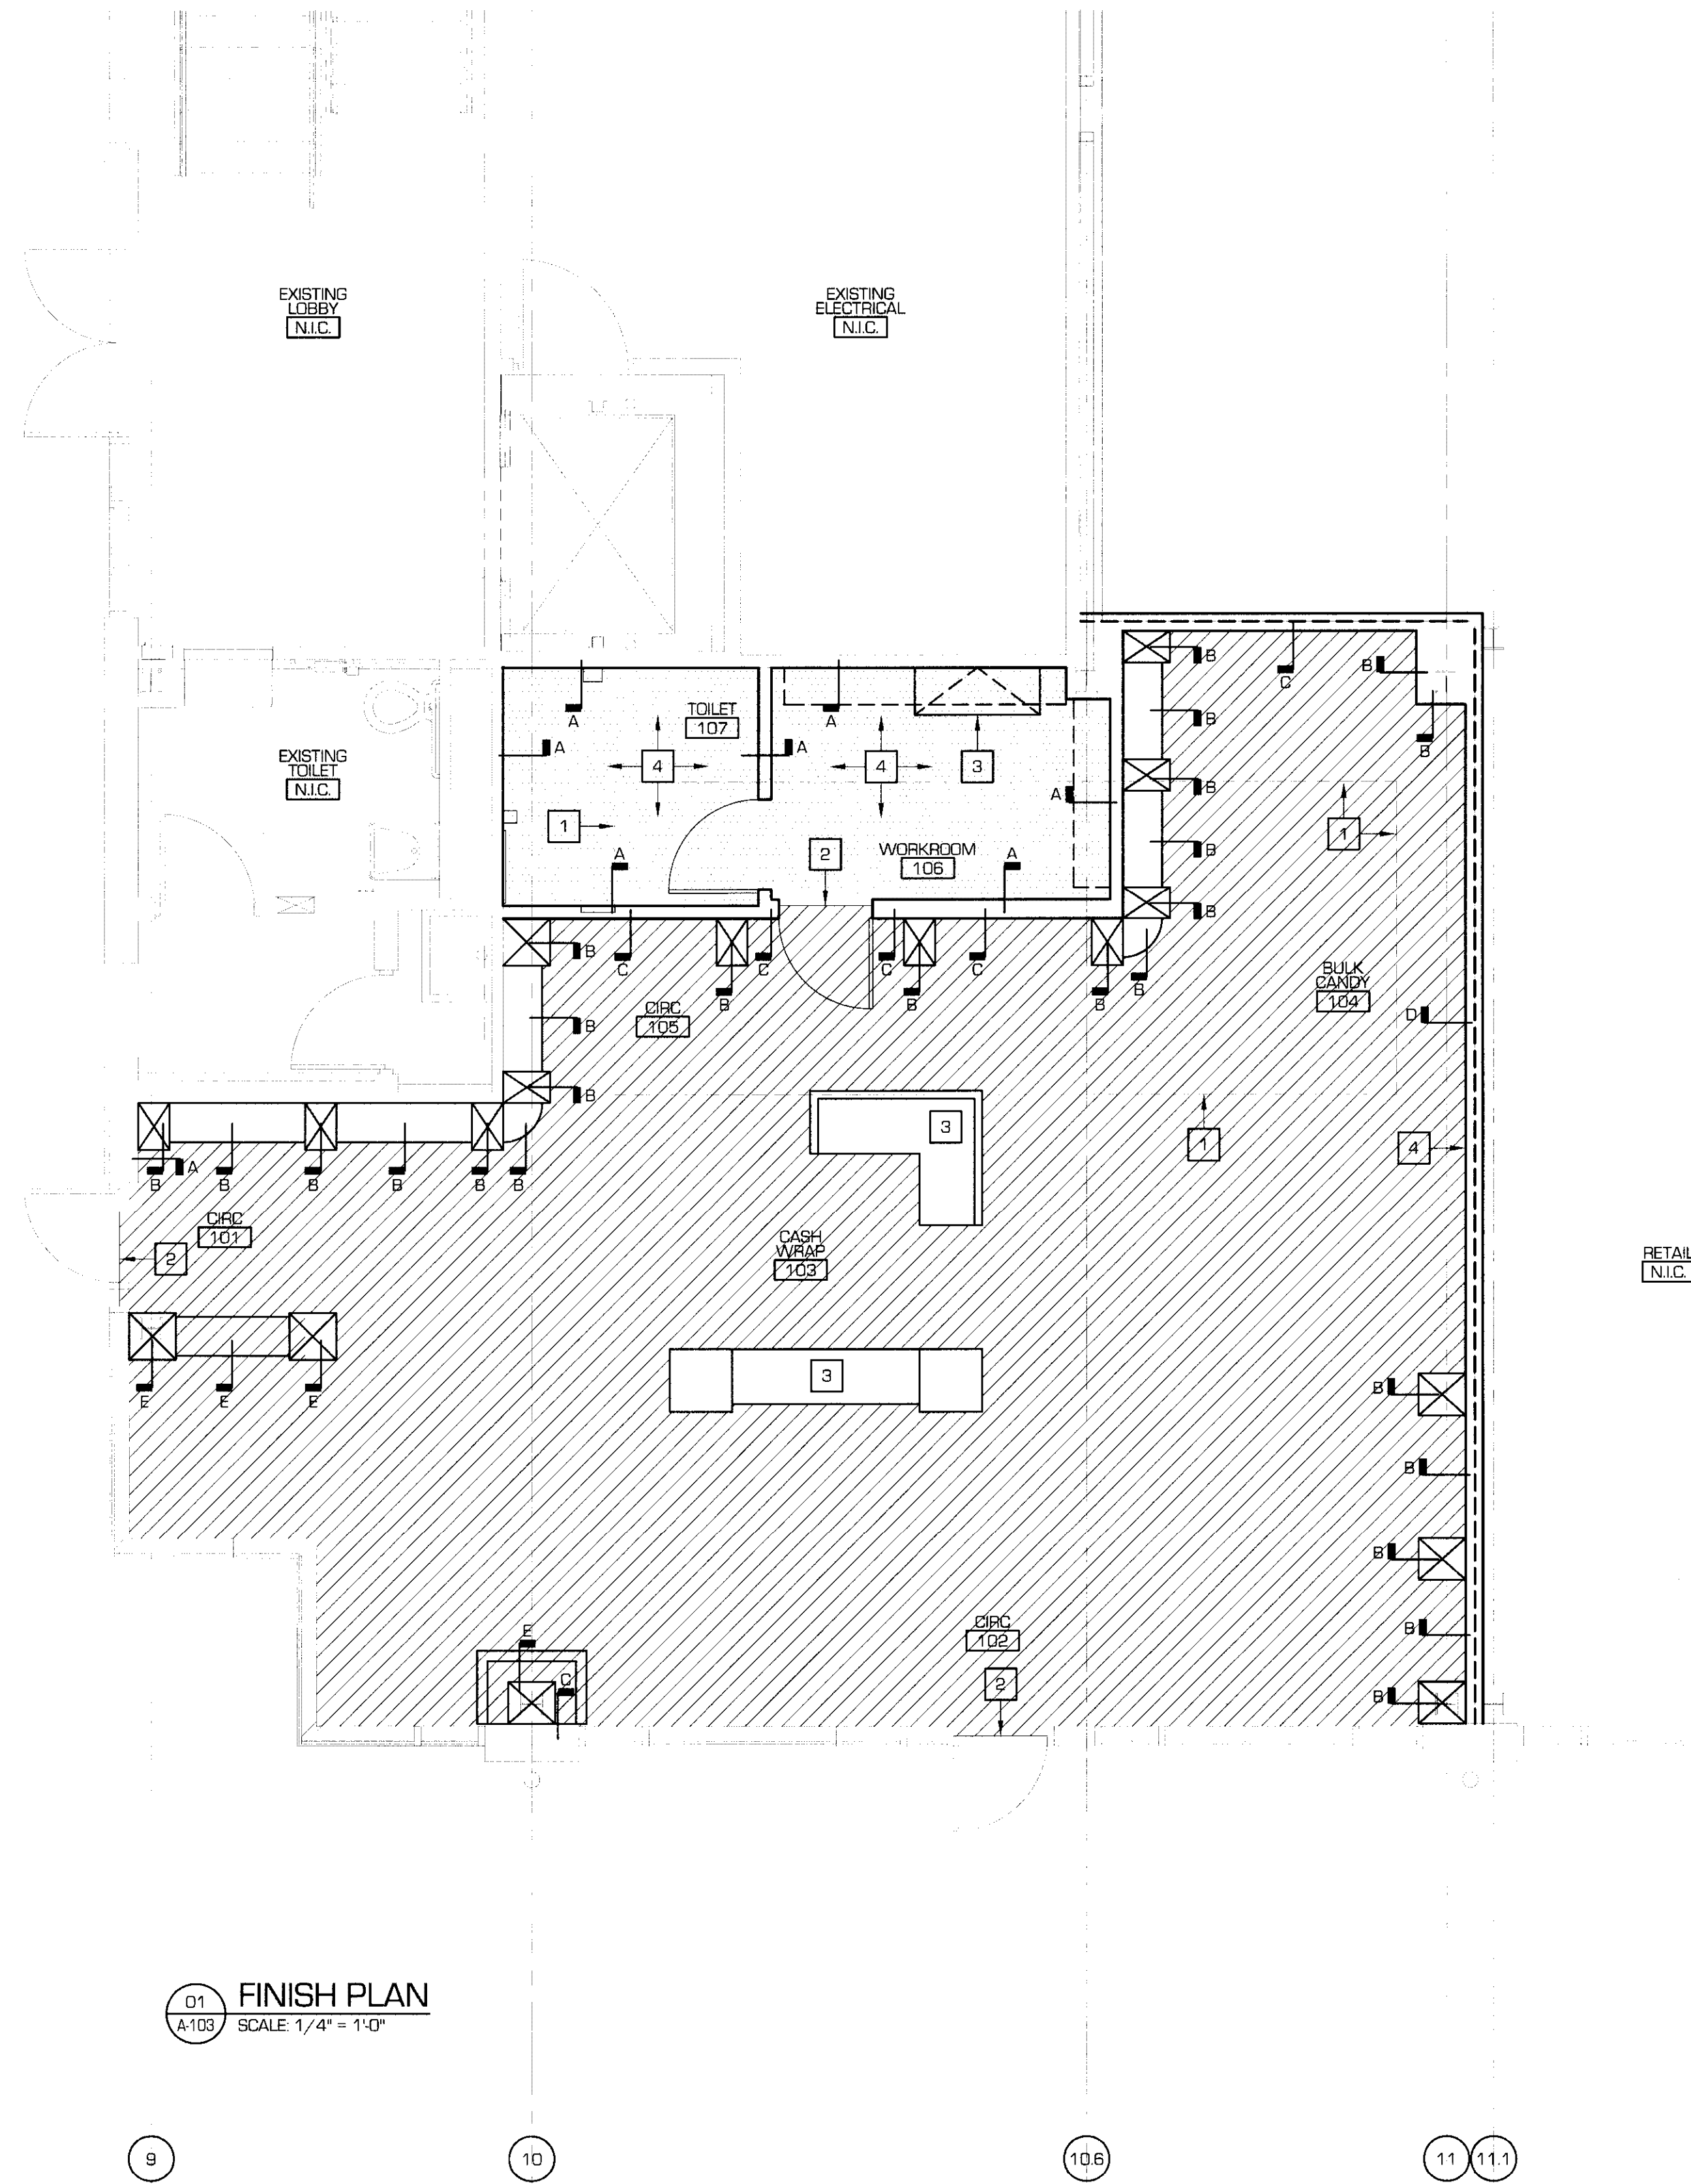 EXISTING
LOBBY
N.I.C.
EXISTING
ELECTRICAL
N.I.C.
B
C
B
B
B
TOILET
107
A
A
A
A
EXISTING
TOILET
N.I.C.
4
4
3
B
A
1
1
2
WORKROOM
106
A
A
B
B
B
C
C
C
C
B
B
B
B
BULK
CANDY
104
CIRC
105
D
B
B
3
1
4
A
B
B
B
B
B
B
CIRC
101
2
CASH
WRAP
103
RETAIL
N.I.C.
3
E
E
E
B
B
B
E
CIRC
102
B
C
2
B
01
A-103
FINISH PLAN
SCALE: 1/4" = 1'-0"
9
10
10.6
11
11.1